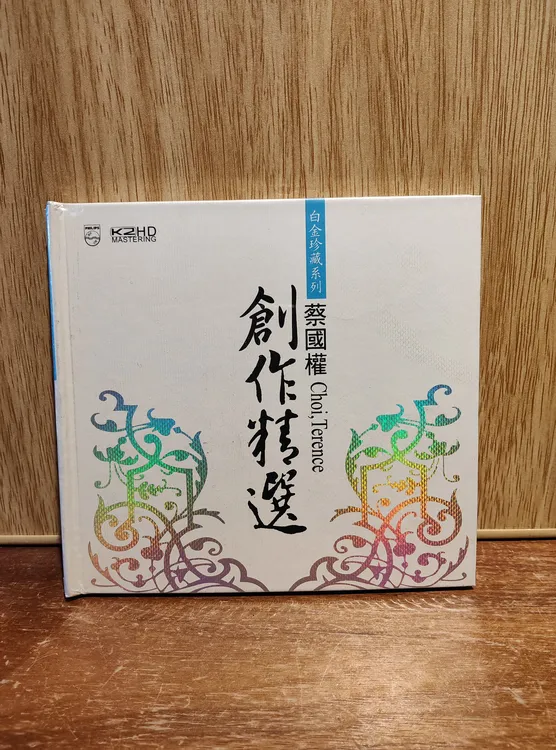 PHILIPS
K2HD
MASTERING
白金珍藏系列
蔡國權 Choi, Terence
創作精選